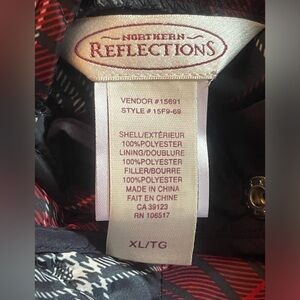 NORTHERN
REFLECTIONS
VENDOR #15691
STYLE #15F9-69
SHELL/EXTÉRIEUR
100%POLYESTER
LINING/DOUBLURE
100%POLYESTER
FILLER/BOURRE
100%POLYESTER
MADE IN CHINA
FAIT EN CHINE
CA 39123
RN 106517
XL/TG